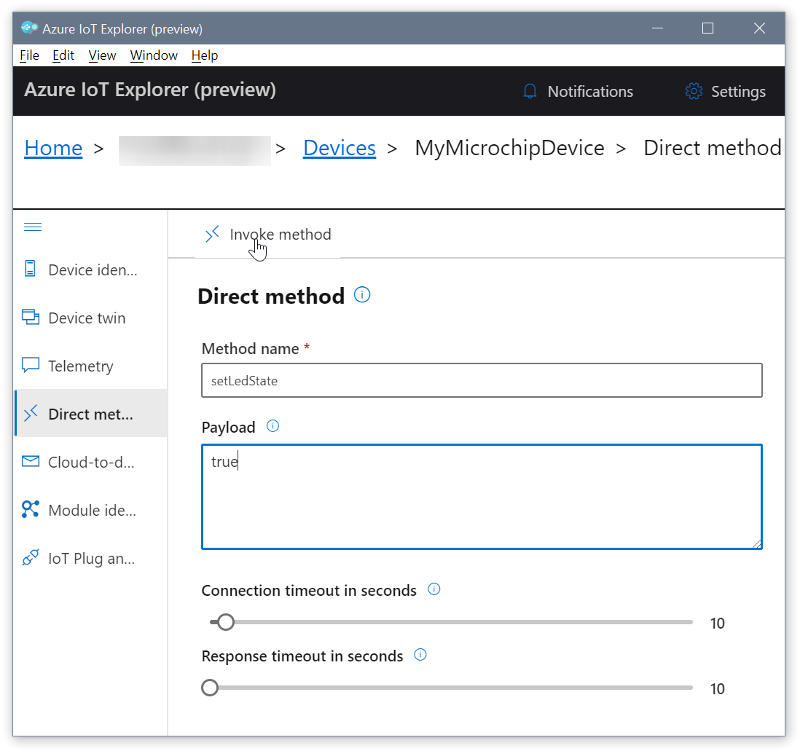 Azure IoT Explorer (preview)
File Edit View Window Help
Azure IoT Explorer (preview) Notifications Settings
Home > > Devices > MyMicrochipDevice > Direct method
Invoke method
Device iden...
Device twin
Telemetry
Direct met...
Cloud-to-d...
Module ide...
IoT Plug an...
Direct method
Method name *
setLedState
Payload
true
Connection timeout in seconds
10
Response timeout in seconds
10